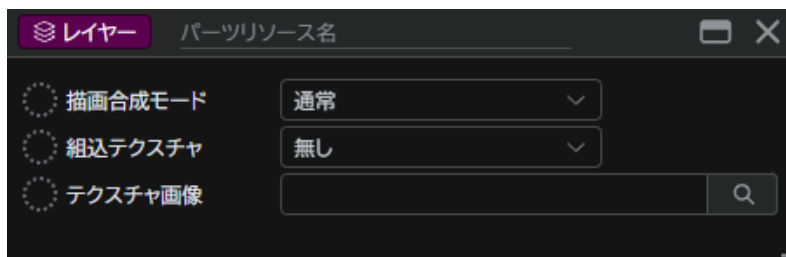 レイヤー パーツリソース名
描画合成モード 通常
組込テクスチャ 無し
テクスチャ画像